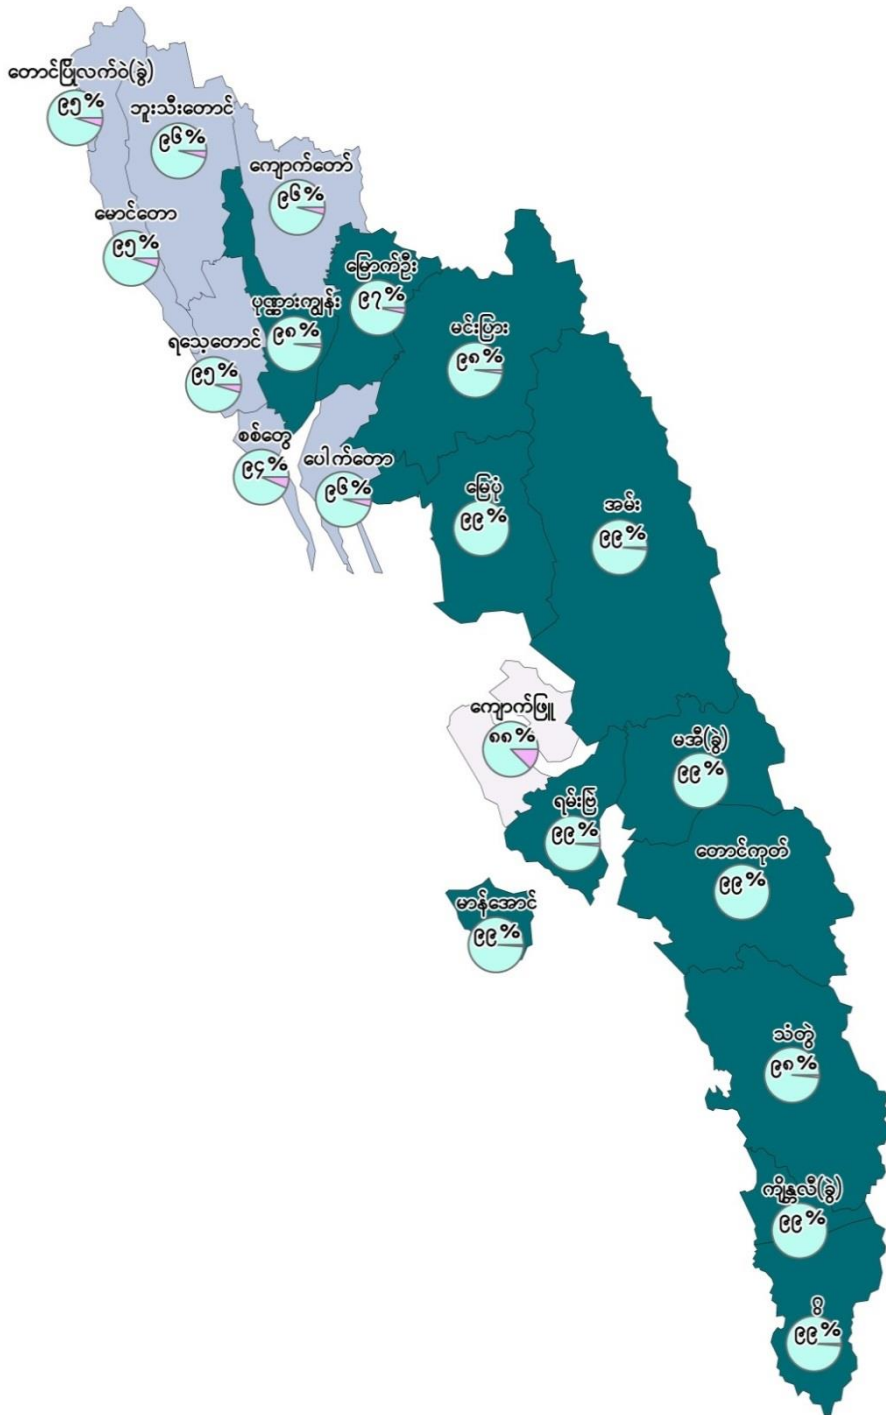 တောင်ပြိုလက်ဝဲ(ခွဲ)
၉၅%
ဘူးသီးတောင်
၉၆%
ကျောက်တော်
၉၆%
မောင်တော
၉၅%
မြောက်ဦး
၉၇%
ပုဏ္ဏားကျွန်း
၉၈%
မင်းပြား
၉၈%
ရသေ့တောင်
၉၅%
စစ်တွေ
၉၄%
ပေါက်တော
၉၆%
မြေပုံ
၉၉%
အမ်း
၉၉%
ကျောက်ဖြူ
၈၈%
မအီ(ခွဲ)
၉၉%
ရမ်းဗြဲ
၉၉%
တောင်ကုတ်
၉၉%
မာန်အောင်
၉၉%
သံတွဲ
၉၈%
ကျိန္တလီ(ခွဲ)
၉၉%
ဂွ
၉၉%